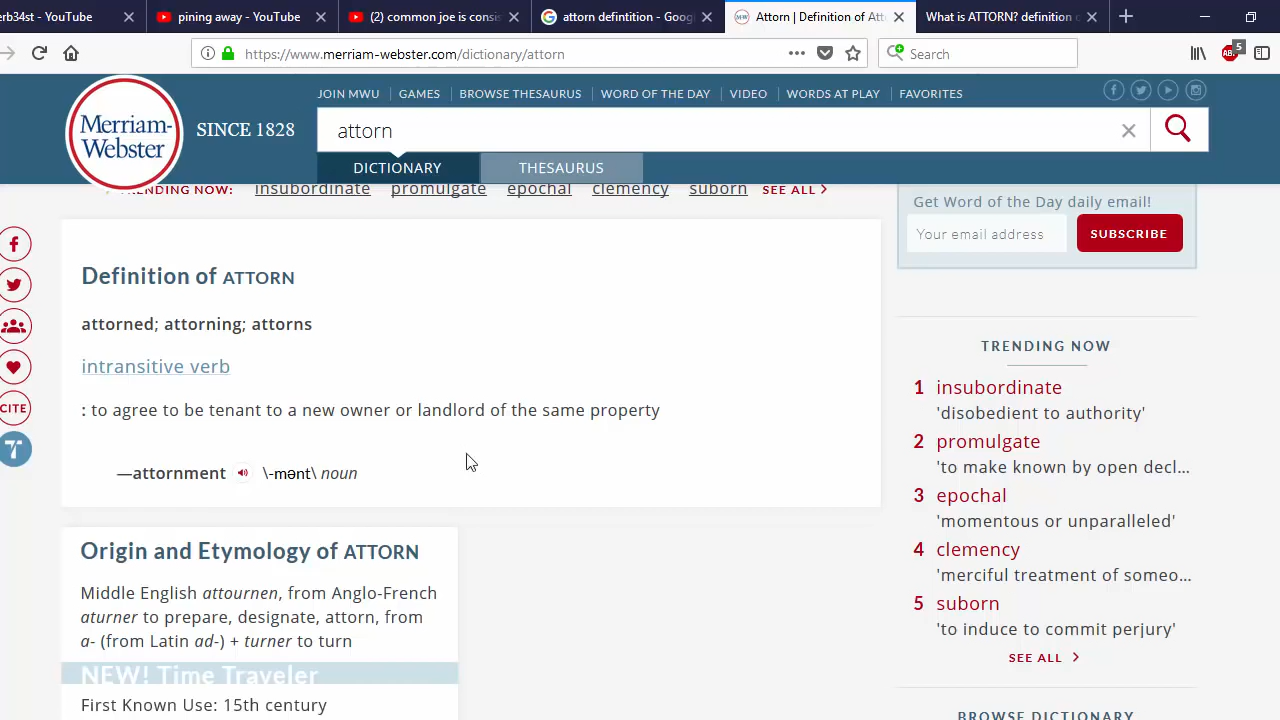 erb34st - YouTube
pining away - YouTube
(2) common joe is consis
attorn defintition - Goog
Attorn | Definition of Att
What is ATTORN? definition o
https://www.merriam-webster.com/dictionary/attorn
Search
5
ABP
Merriam-
Webster
SINCE 1828
JOIN MWU
GAMES
BROWSE THESAURUS
WORD OF THE DAY
VIDEO
WORDS AT PLAY
FAVORITES
attorn
DICTIONARY
THESAURUS
TRENDING NOW:
insubordinate
promulgate
epochal
clemency
suborn
SEE ALL
Definition of ATTORN
attorned; attorning; attorns
intransitive verb
: to agree to be tenant to a new owner or landlord of the same property
—attornment \-mənt\ noun
CITE
Origin and Etymology of ATTORN
Middle English attournen, from Anglo-French
aturner to prepare, designate, attorn, from
a- (from Latin ad-) + turner to turn
NEW! Time Traveler
First Known Use: 15th century
Get Word of the Day daily email!
Your email address
SUBSCRIBE
TRENDING NOW
1 insubordinate
'disobedient to authority'
2 promulgate
'to make known by open decl...
3 epochal
'momentous or unparalleled'
4 clemency
'merciful treatment of someo...
5 suborn
'to induce to commit perjury'
SEE ALL
BROWSE DICTIONARY